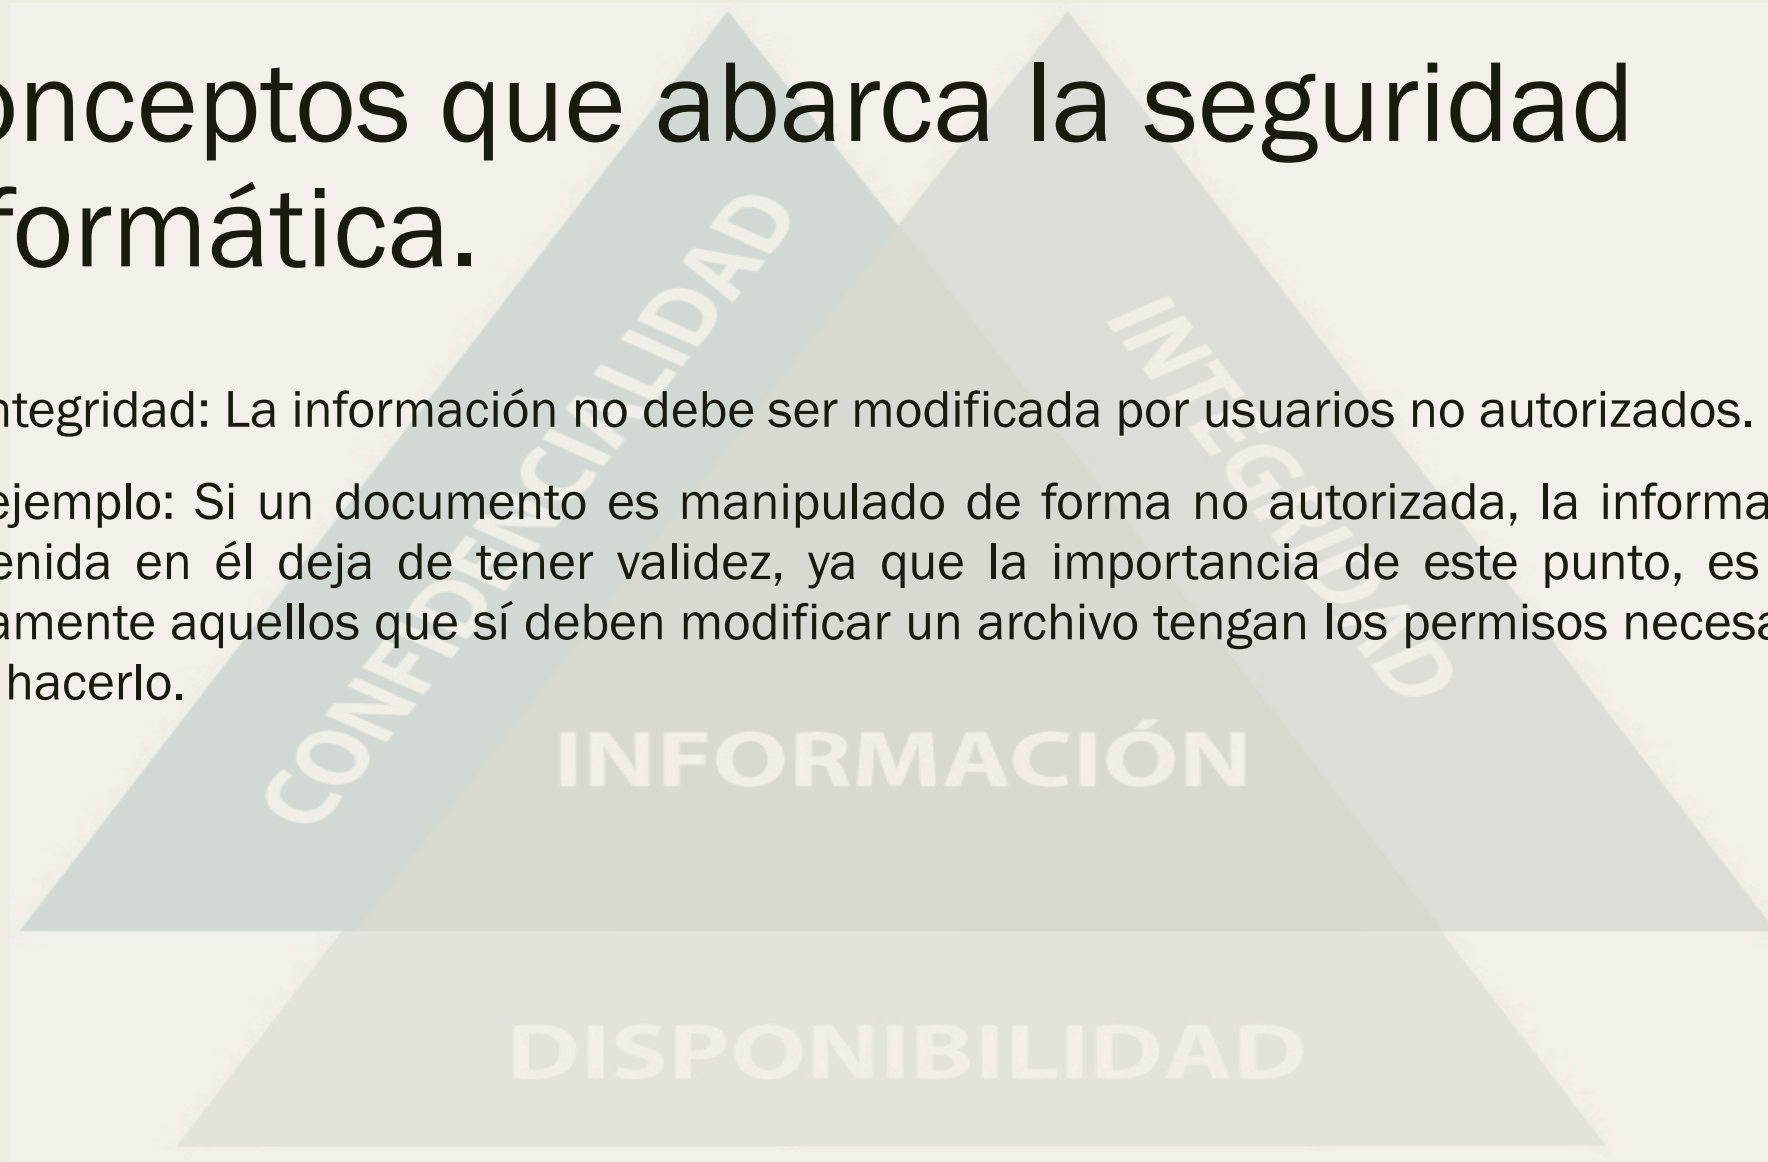 onceptos que abarca la seguridad
formática.
ntegridad: La información no debe ser modificada por usuarios no autorizados.
ejemplo: Si un documento es manipulado de forma no autorizada, la informa
enida en él deja de tener validez, ya que la importancia de este punto, es
amente aquellos que sí deben modificar un archivo tengan los permisos neces
hacerlo.
CONFIDENCIALIDAD
INTEGRIDAD
INFORMACIÓN
DISPONIBILIDAD